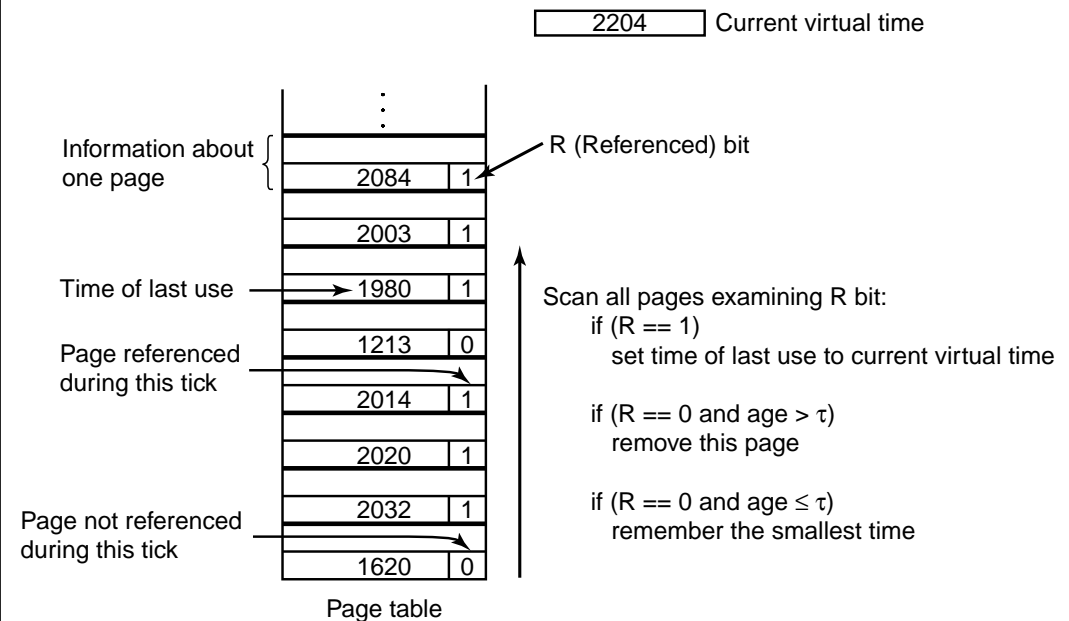 2204 Current virtual time
Information about
one page
R (Referenced) bit
2084 1
2003 1
Time of last use
1980 1
1213 0
Page referenced
during this tick
2014 1
2020 1
2032 1
Page not referenced
during this tick
1620 0
Page table
Scan all pages examining R bit:
if (R == 1)
set time of last use to current virtual time
if (R == 0 and age > τ)
remove this page
if (R == 0 and age ≤ τ)
remember the smallest time